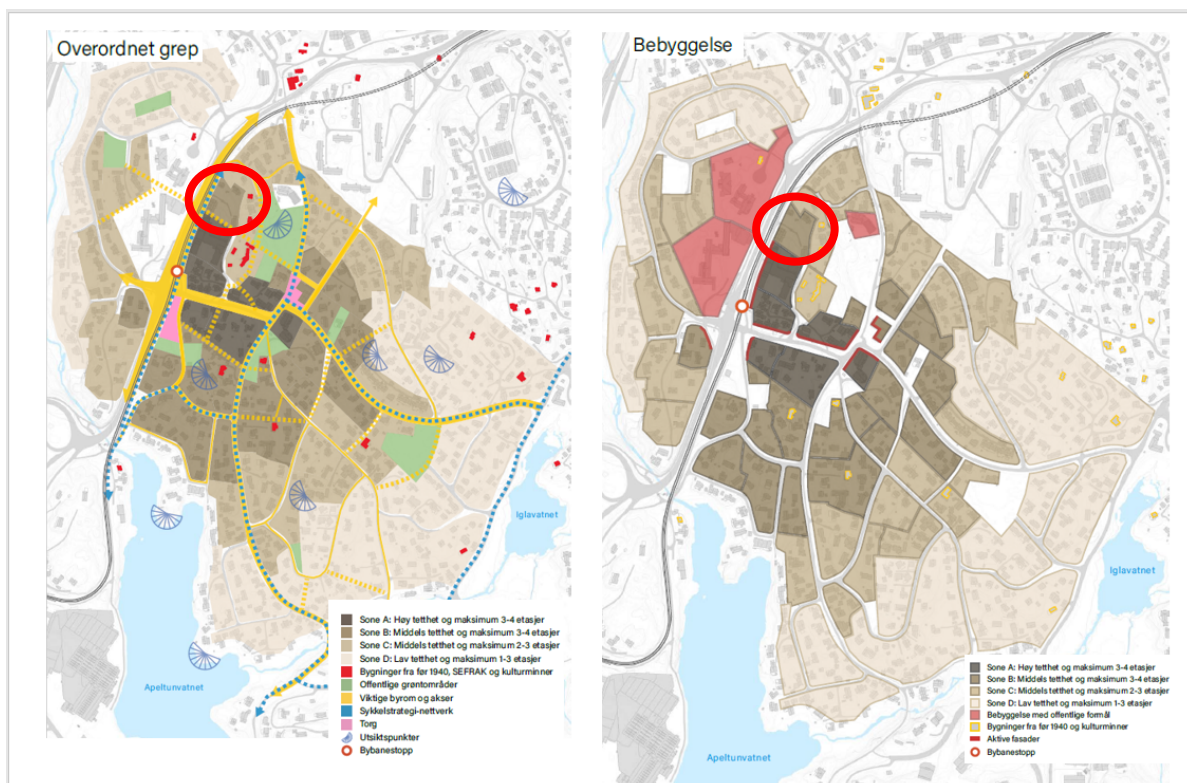 Overordnet grep
Iglavatnet
Apeltunvatnet
Sone A: Høy tetthet og maksimum 3-4 etasjer
Sone B: Middels tetthet og maksimum 3-4 etasjer
Sone C: Middels tetthet og maksimum 2-3 etasjer
Sone D: Lav tetthet og maksimum 1-3 etasjer
Bygninger fra før 1940, SEFRAK og kulturminner
Offentlige grøntområder
Viktige byrom og akser
Sykkelstrategi-nettverk
Torg
Utsiktspunkter
Bybanestopp
Bebyggelse
Iglavatnet
Apeltunvatnet
Sone A: Høy tetthet og maksimum 3-4 etasjer
Sone B: Middels tetthet og maksimum 3-4 etasjer
Sone C: Middels tetthet og maksimum 2-3 etasjer
Sone D: Lav tetthet og maksimum 1-3 etasjer
Bebyggelse med offentlige formål
Bygninger fra før 1940 og kulturminner
Aktive fasader
Bybanestopp